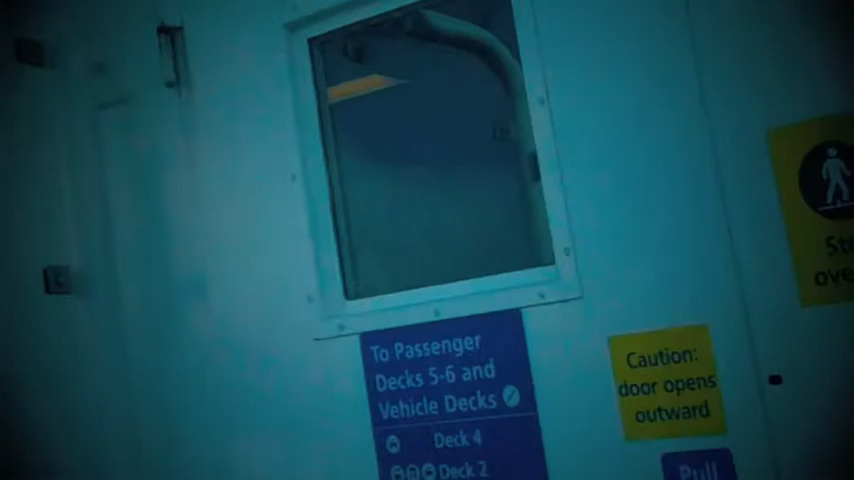 To Passenger
Decks 5-6 and
Vehicle Decks
Deck 4
Deck 2
Caution:
door opens
outward
Pull